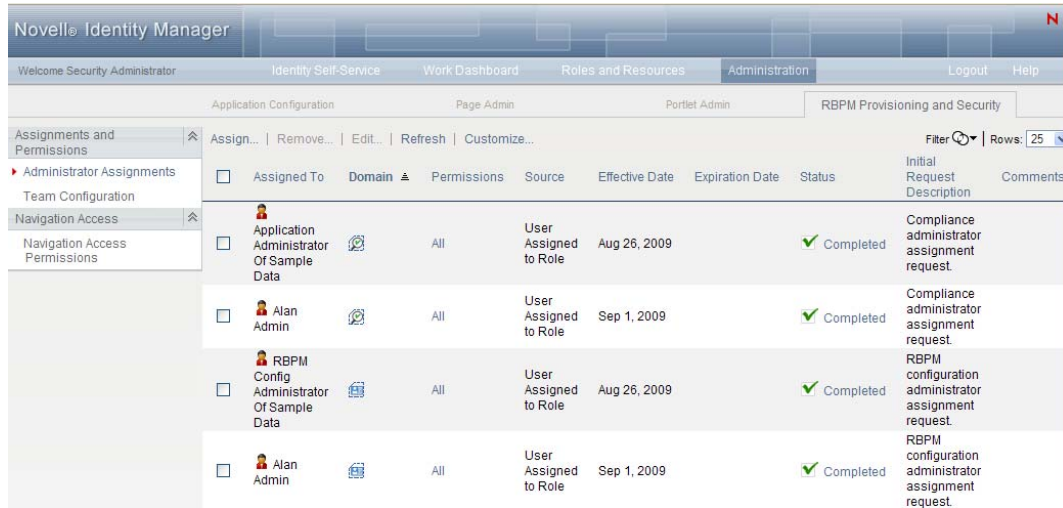 Novell® Identity Manager
N
Welcome Security Administrator
Identity Self-Service
Work Dashboard
Roles and Resources
Administration
Logout
Help
Application Configuration
Page Admin
Portlet Admin
RBPM Provisioning and Security
Assignments and
Permissions
Administrator Assignments
Team Configuration
Navigation Access
Navigation Access
Permissions
Assign... | Remove... | Edit... | Refresh | Customize...
Filter
Rows: 25
Assigned To
Domain
Permissions
Source
Effective Date
Expiration Date
Status
Initial
Request
Description
Comments
Application
Administrator
Of Sample
Data
All
User
Assigned
to Role
Aug 26, 2009
Completed
Compliance
administrator
assignment
request.
Alan
Admin
All
User
Assigned
to Role
Sep 1, 2009
Completed
Compliance
administrator
assignment
request.
RBPM
Config
Administrator
Of Sample
Data
All
User
Assigned
to Role
Aug 26, 2009
Completed
RBPM
configuration
administrator
assignment
request.
Alan
Admin
All
User
Assigned
to Role
Sep 1, 2009
Completed
RBPM
configuration
administrator
assignment
request.